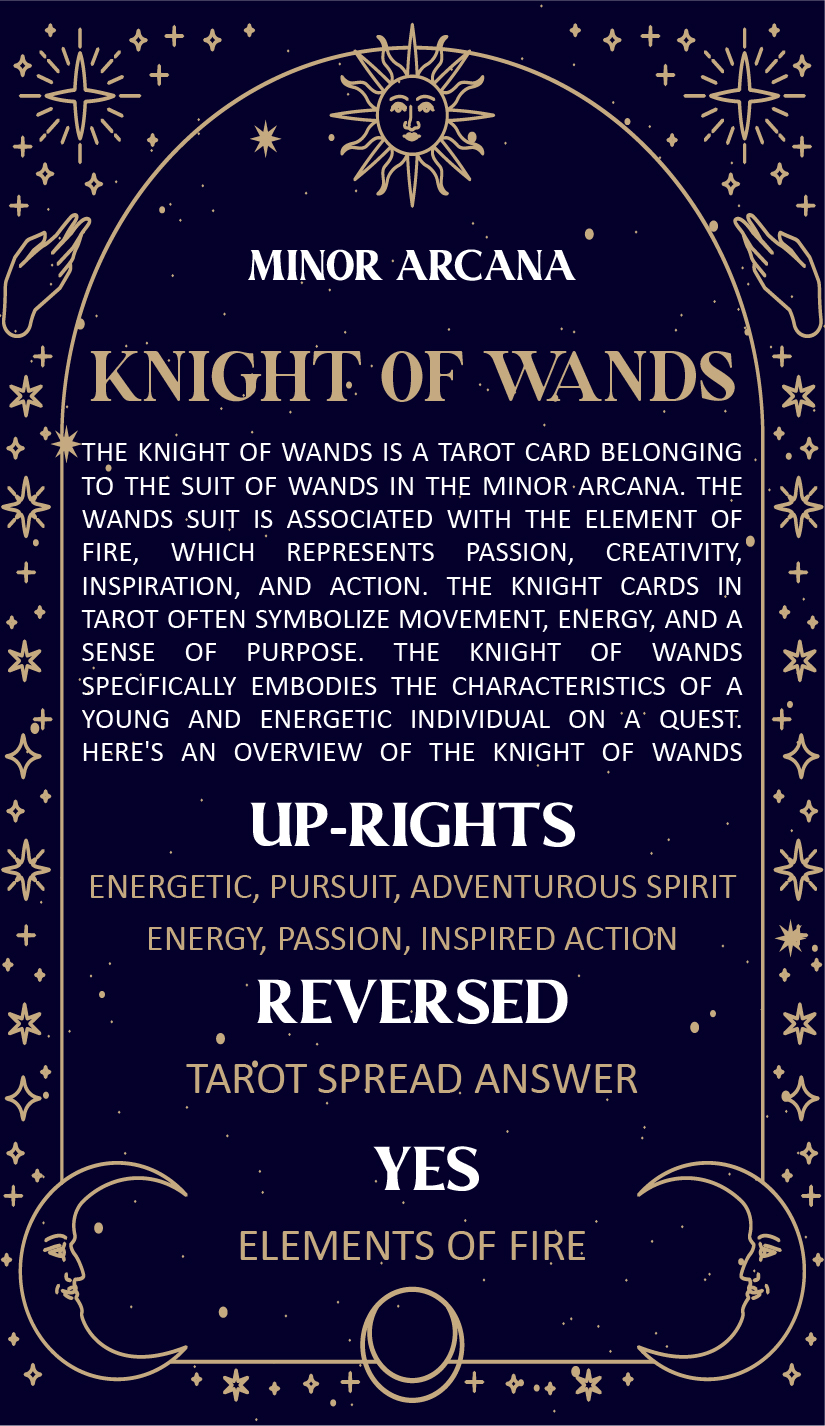 MINOR ARCANA
KNIGHT OF WANDS
THE KNIGHT OF WANDS IS A TAROT CARD BELONGING
TO THE SUIT OF WANDS IN THE MINOR ARCANA. THE
WANDS SUIT IS ASSOCIATED WITH THE ELEMENT OF
FIRE, WHICH REPRESENTS PASSION, CREATIVITY,
INSPIRATION, AND ACTION. THE KNIGHT CARDS IN
TAROT OFTEN SYMBOLIZE MOVEMENT, ENERGY, AND A
SENSE OF PURPOSE. THE KNIGHT OF WANDS
SPECIFICALLY EMBODIES THE CHARACTERISTICS OF A
YOUNG AND ENERGETIC INDIVIDUAL ON A QUEST.
HERE'S AN OVERVIEW OF THE KNIGHT OF WANDS
UP-RIGHTS
ENERGETIC, PURSUIT, ADVENTUROUS SPIRIT
ENERGY, PASSION, INSPIRED ACTION
REVERSED
TAROT SPREAD ANSWER
YES
ELEMENTS OF FIRE